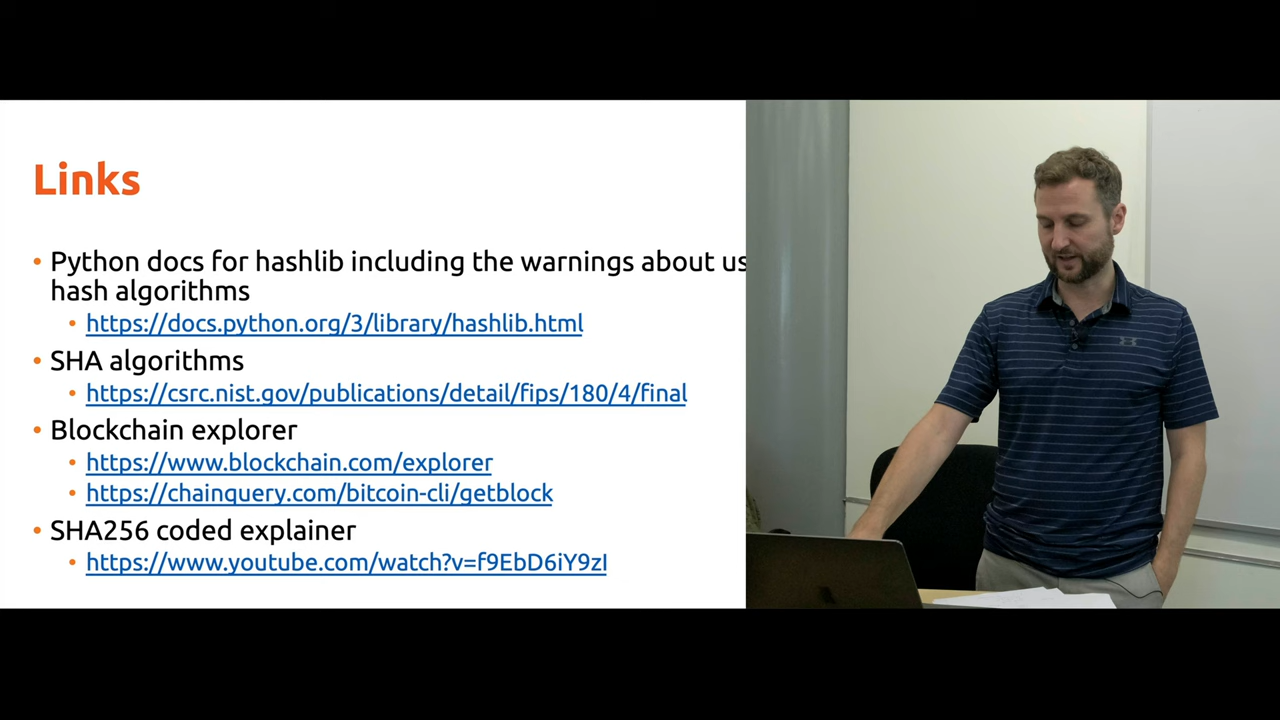 Links
• Python docs for hashlib including the warnings about us
hash algorithms
• https://docs.python.org/3/library/hashlib.html
• SHA algorithms
• https://csrc.nist.gov/publications/detail/fips/180/4/final
• Blockchain explorer
• https://www.blockchain.com/explorer
• https://chainquery.com/bitcoin-cli/getblock
• SHA256 coded explainer
• https://www.youtube.com/watch?v=f9EbD6iY9zI